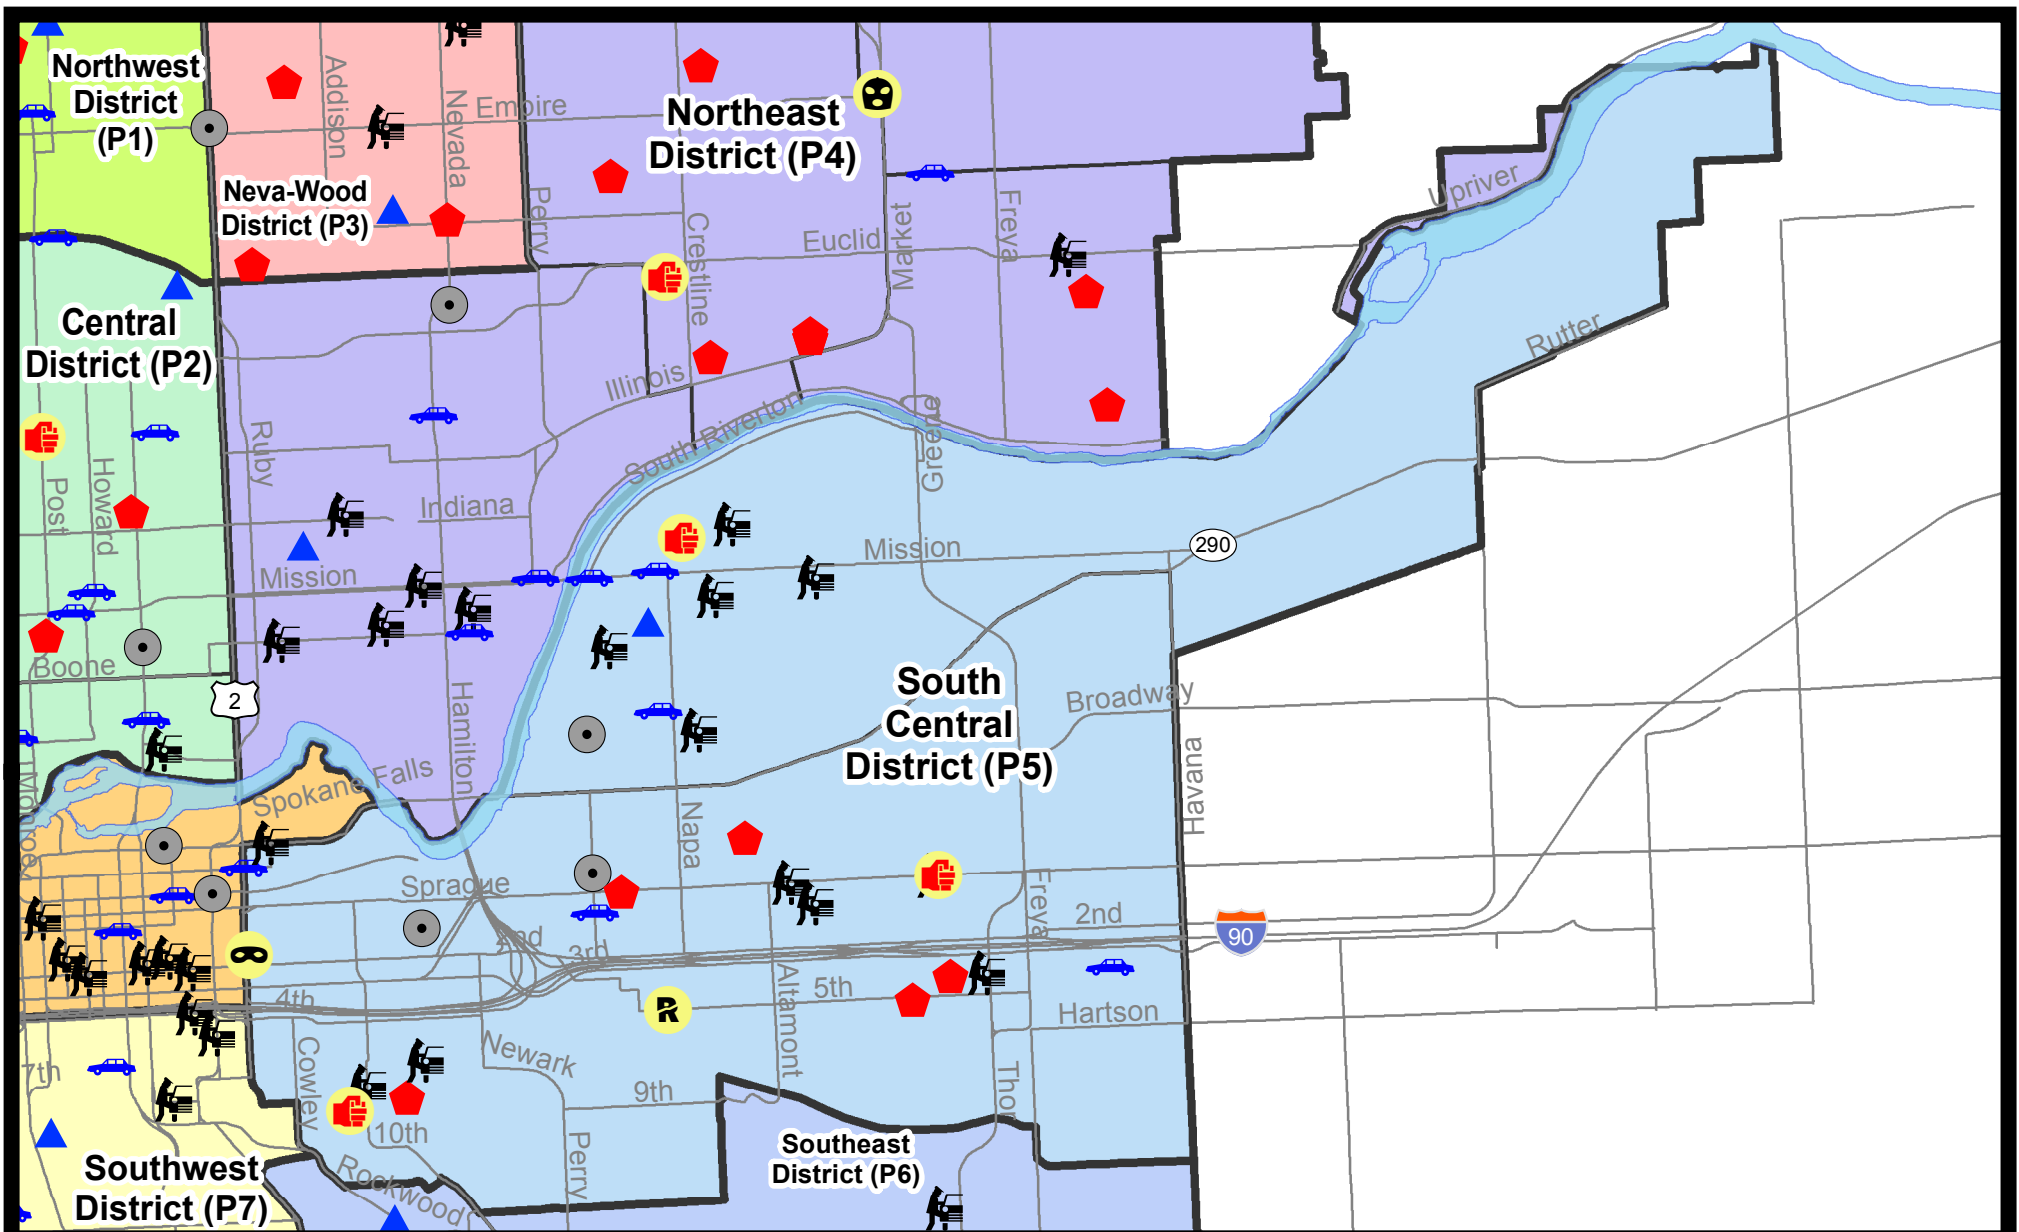 Northwest
District
(P1)
Addison
Nevada
Empire
Northeast
District (P4)
Neva-Wood
District (P3)
Perry
Crestline
Euclid
Market
Freya
Upriver
Central
District (P2)
Rutter
Illinois
South Riverton
Greene
Ruby
Post
Howard
Indiana
Mission
Mission
290
Boone
2
Hamilton
South
Central
District (P5)
Broadway
Havana
Spokane Falls
Monroe
Napa
Sprague
Freya
2nd
2nd
3rd
90
4th
Altamont
5th
Hartson
7th
Cowley
Newark
9th
Thor
10th
Perry
Rockwood
Southeast
District (P6)
Southwest
District (P7)
R